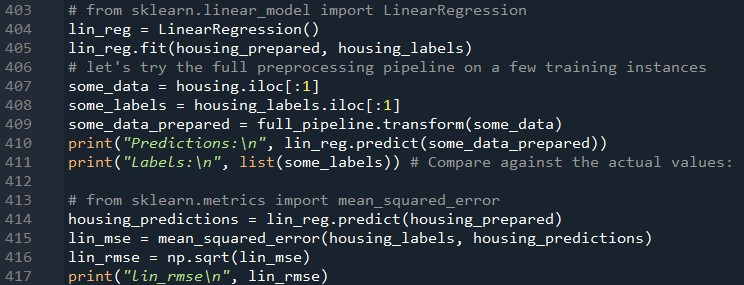 403 # from sklearn.linear_model import LinearRegression
404 lin_reg = LinearRegression()
405 lin_reg.fit(housing_prepared, housing_labels)
406 # let's try the full preprocessing pipeline on a few training instances
407 some_data = housing.iloc[:1]
408 some_labels = housing_labels.iloc[:1]
409 some_data_prepared = full_pipeline.transform(some_data)
410 print("Predictions:\n", lin_reg.predict(some_data_prepared))
411 print("Labels:\n", list(some_labels)) # Compare against the actual values:
412
413 # from sklearn.metrics import mean_squared_error
414 housing_predictions = lin_reg.predict(housing_prepared)
415 lin_mse = mean_squared_error(housing_labels, housing_predictions)
416 lin_rmse = np.sqrt(lin_mse)
417 print("lin_rmse\n", lin_rmse)